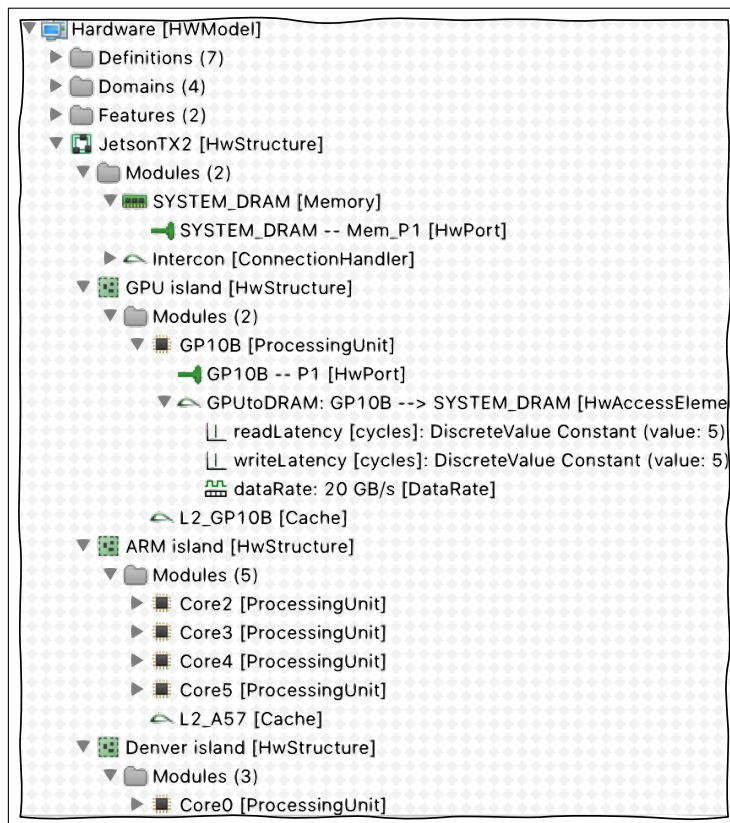 Hardware [HWModel]
Definitions (7)
Domains (4)
Features (2)
JetsonTX2 [HwStructure]
Modules (2)
SYSTEM_DRAM [Memory]
SYSTEM_DRAM -- Mem_P1 [HwPort]
Intercon [ConnectionHandler]
GPU island [HwStructure]
Modules (2)
GP10B [ProcessingUnit]
GP10B -- P1 [HwPort]
GPUtoDRAM: GP10B --> SYSTEM_DRAM [HwAccessEleme
readLatency [cycles]: DiscreteValue Constant (value: 5)
writeLatency [cycles]: DiscreteValue Constant (value: 5)
dataRate: 20 GB/s [DataRate]
L2_GP10B [Cache]
ARM island [HwStructure]
Modules (5)
Core2 [ProcessingUnit]
Core3 [ProcessingUnit]
Core4 [ProcessingUnit]
Core5 [ProcessingUnit]
L2_A57 [Cache]
Denver island [HwStructure]
Modules (3)
Core0 [ProcessingUnit]